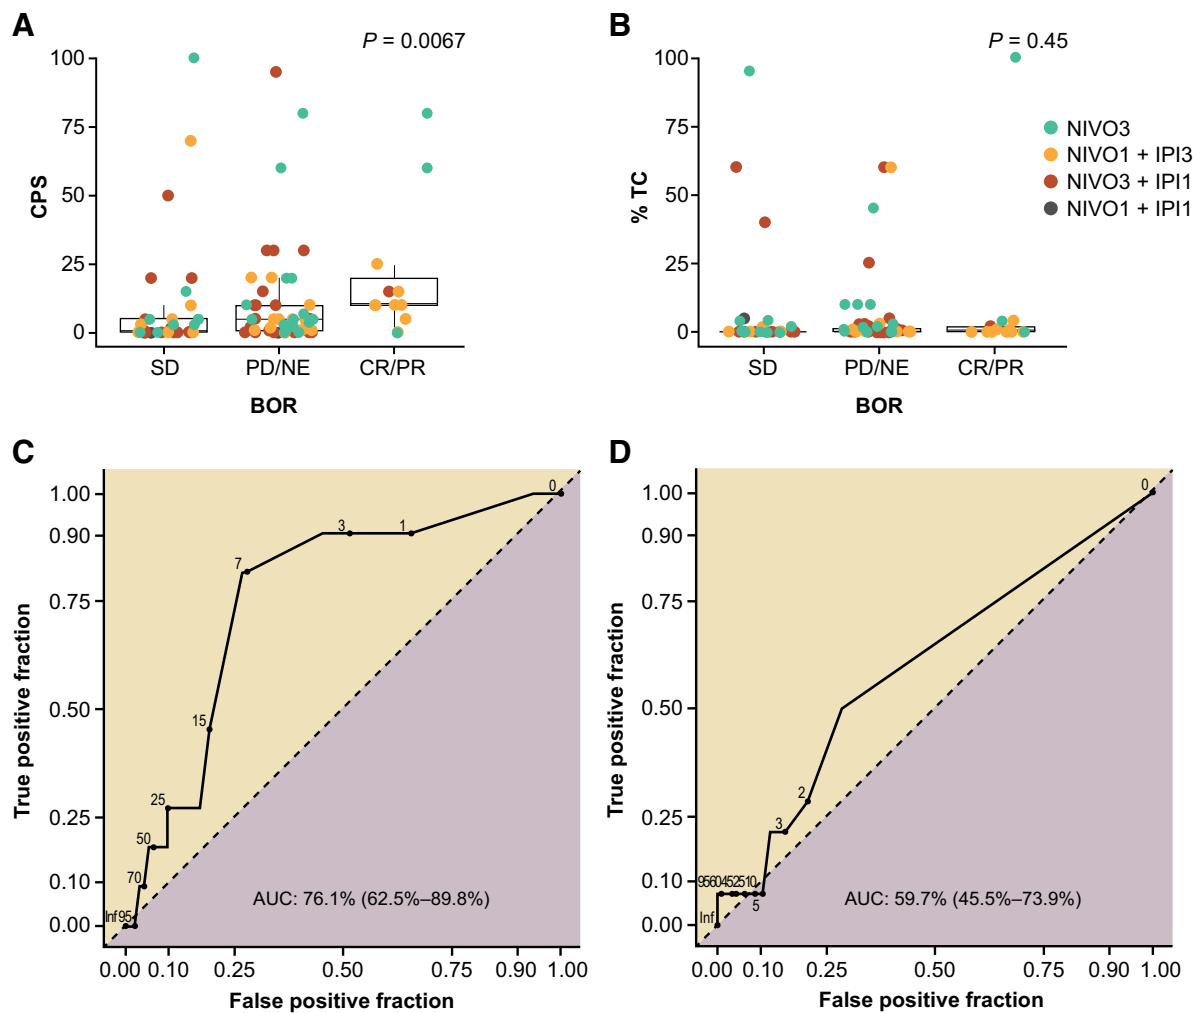 A
P = 0.0067
CPS
100
75
50
25
0
SD
PD/NE
CR/PR
BOR
B
P = 0.45
% TC
100
75
50
25
0
SD
PD/NE
CR/PR
BOR
NIVO3
NIVO1 + IPI3
NIVO3 + IPI1
NIVO1 + IPI1
C
True positive fraction
1.00
0.90
0.75
0.50
0.25
0.10
0.00
0
1
3
7
15
25
50
70
95
Inf
AUC: 76.1% (62.5%–89.8%)
0.00 0.10 0.25 0.50 0.75 0.90 1.00
False positive fraction
D
True positive fraction
1.00
0.90
0.75
0.50
0.25
0.10
0.00
0
2
3
9560452510
5
Inf
AUC: 59.7% (45.5%–73.9%)
0.00 0.10 0.25 0.50 0.75 0.90 1.00
False positive fraction